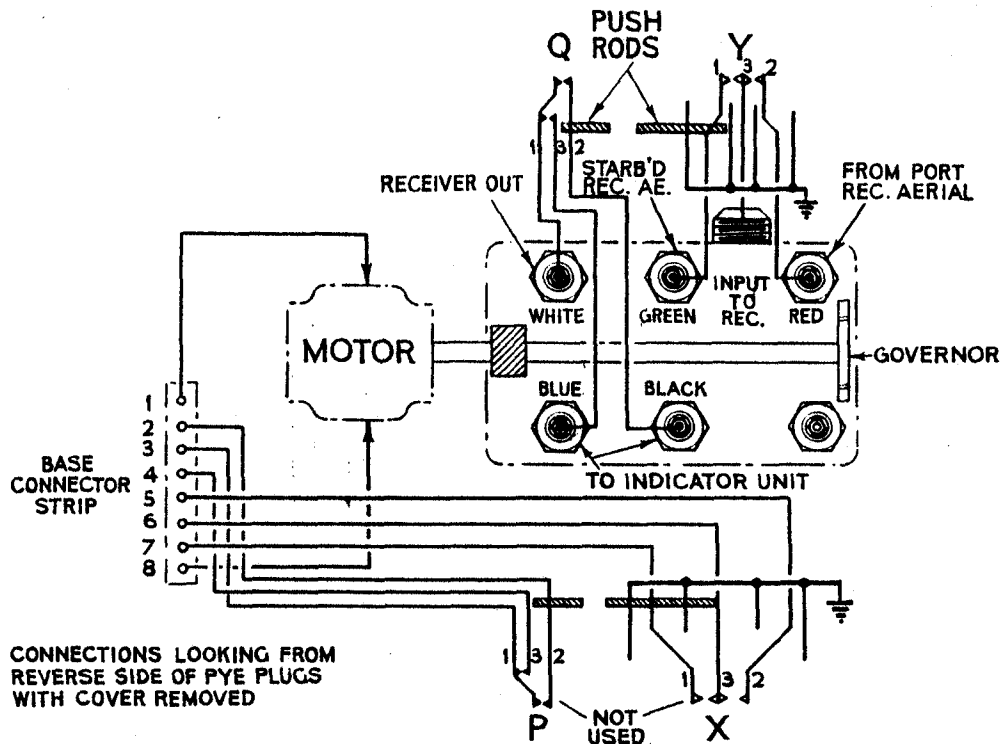 PUSH
RODS
Q
Y
1 3 2
1 3 2
STARB'D
REC. AE.
FROM PORT
REC. AERIAL
RECEIVER OUT
WHITE
GREEN
INPUT
TO
REC.
RED
MOTOR
GOVERNOR
BLUE
BLACK
TO INDICATOR UNIT
BASE
CONNECTOR
STRIP
1
2
3
4
5
6
7
8
CONNECTIONS LOOKING FROM
REVERSE SIDE OF PYE PLUGS
WITH COVER REMOVED
1 3 2
P
NOT
USED
1 3 2
X